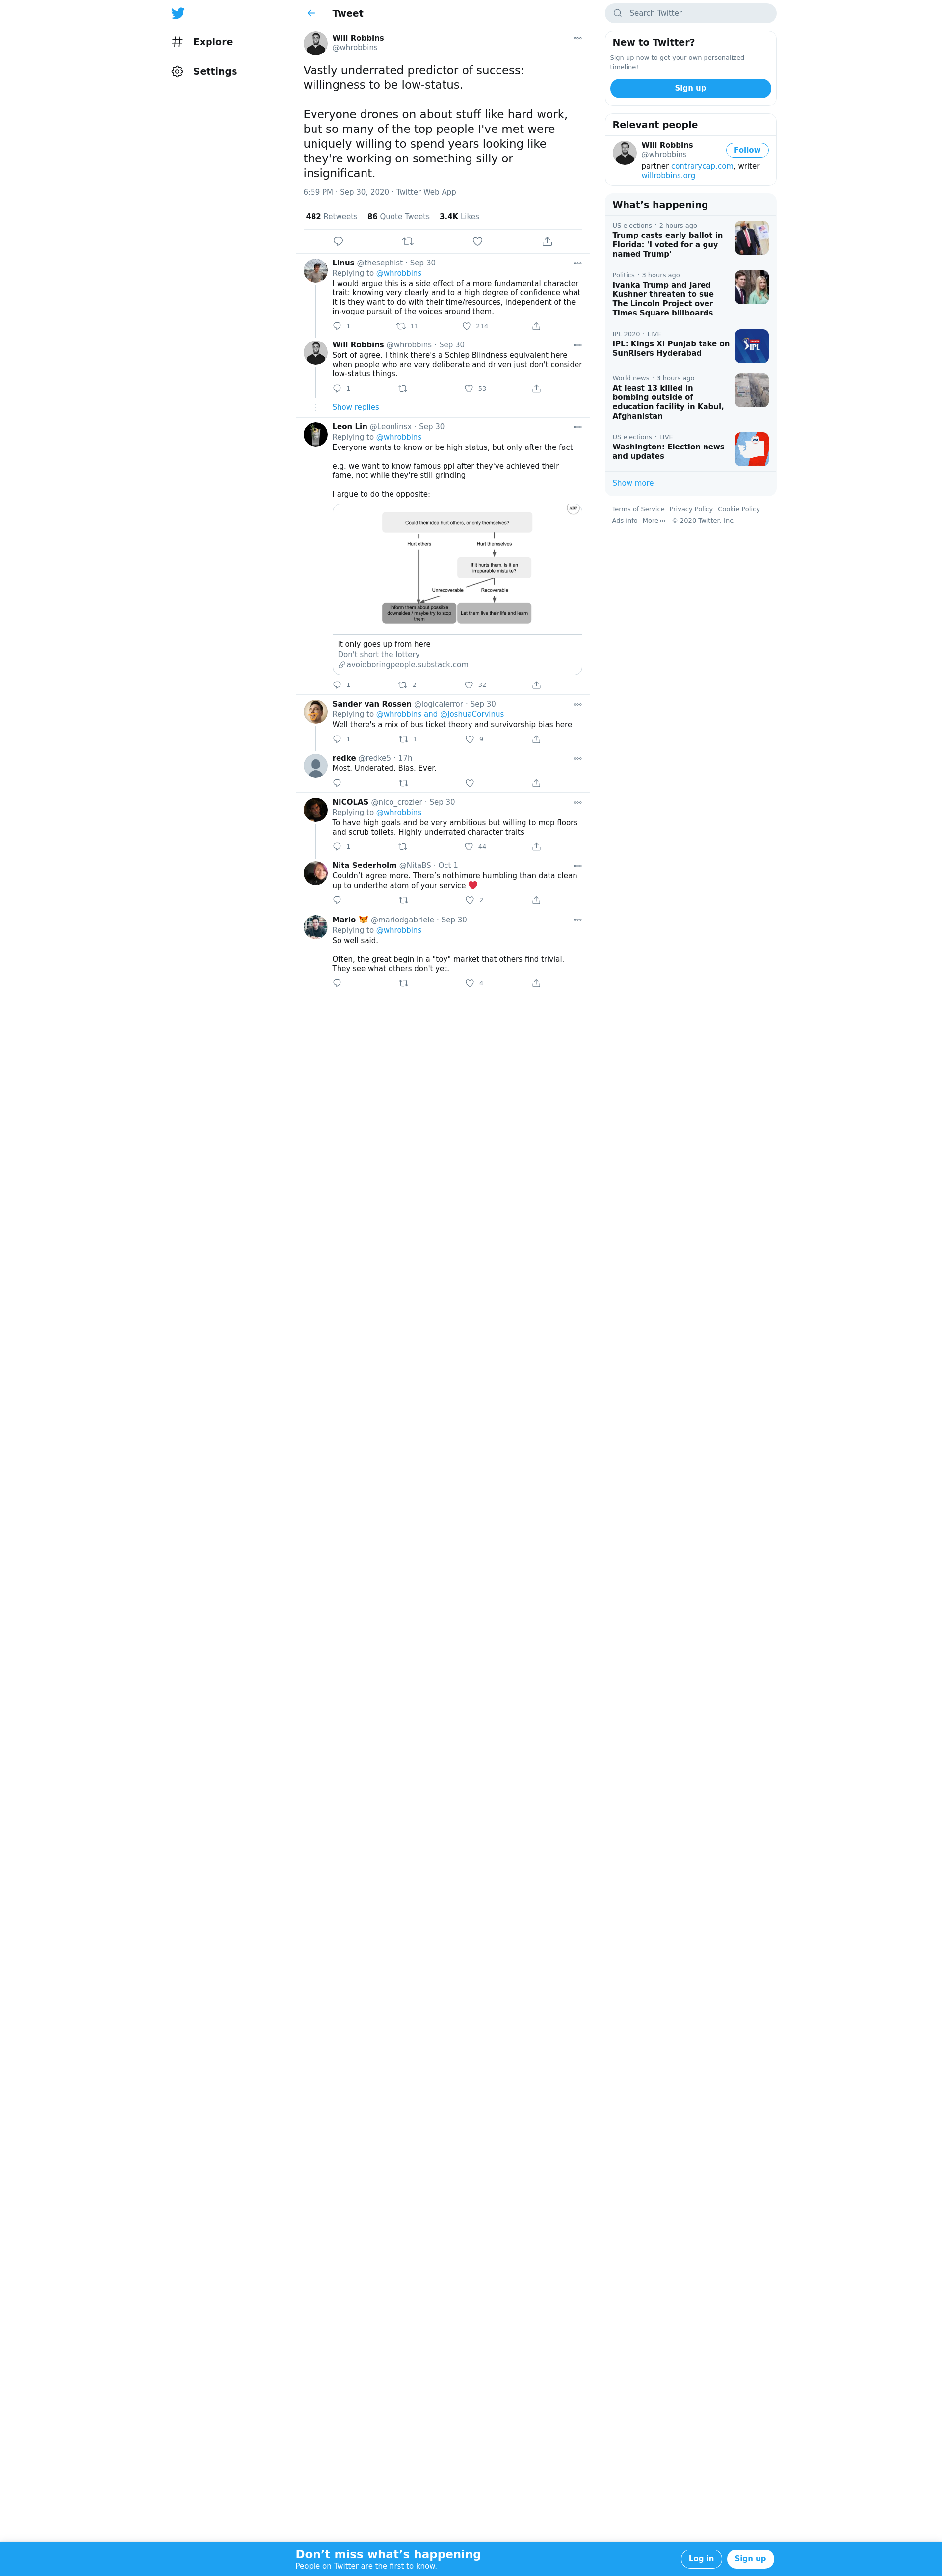 Explore
Settings
Tweet
Will Robbins
@whrobbins
Vastly underrated predictor of success:
willingness to be low-status.
Everyone drones on about stuff like hard work,
but so many of the top people I've met were
uniquely willing to spend years looking like
they're working on something silly or
insignificant.
6:59 PM · Sep 30, 2020 · Twitter Web App
482 Retweets 86 Quote Tweets 3.4K Likes
Linus @thesephist · Sep 30
Replying to @whrobbins
I would argue this is a side effect of a more fundamental character
trait: knowing very clearly and to a high degree of confidence what
it is they want to do with their time/resources, independent of the
in-vogue pursuit of the voices around them.
1 11 214
Will Robbins @whrobbins · Sep 30
Sort of agree. I think there's a Schlep Blindness equivalent here
when people who are very deliberate and driven just don't consider
low-status things.
1 53
Show replies
Leon Lin @Leonlinsx · Sep 30
Replying to @whrobbins
Everyone wants to know or be high status, but only after the fact
e.g. we want to know famous ppl after they've achieved their
fame, not while they're still grinding
I argue to do the opposite:
ABP
Could their idea hurt others, or only themselves?
Hurt others Hurt themselves
If it hurts them, is it an
irreparable mistake?
Unrecoverable Recoverable
Inform them about possible
downsides / maybe try to stop
them
Let them live their life and learn
It only goes up from here
Don't short the lottery
avoidboringpeople.substack.com
1 2 32
Sander van Rossen @logicalerror · Sep 30
Replying to @whrobbins and @JoshuaCorvinus
Well there's a mix of bus ticket theory and survivorship bias here
1 1 9
redke @redke5 · 17h
Most. Underated. Bias. Ever.
NICOLAS @nico_crozier · Sep 30
Replying to @whrobbins
To have high goals and be very ambitious but willing to mop floors
and scrub toilets. Highly underrated character traits
1 44
Nita Sederholm @NitaBS · Oct 1
Couldn't agree more. There's nothimore humbling than data clean
up to underthe atom of your service ❤️
2
Mario 🦊 @mariodgabriele · Sep 30
Replying to @whrobbins
So well said.
Often, the great begin in a "toy" market that others find trivial.
They see what others don't yet.
4
Search Twitter
New to Twitter?
Sign up now to get your own personalized
timeline!
Sign up
Relevant people
Will Robbins
@whrobbins
Follow
partner contrarycap.com, writer
willrobbins.org
What's happening
US elections · 2 hours ago
Trump casts early ballot in
Florida: 'I voted for a guy
named Trump'
Politics · 3 hours ago
Ivanka Trump and Jared
Kushner threaten to sue
The Lincoln Project over
Times Square billboards
IPL 2020 · LIVE
IPL: Kings XI Punjab take on
SunRisers Hyderabad
IPL
World news · 3 hours ago
At least 13 killed in
bombing outside of
education facility in Kabul,
Afghanistan
US elections · LIVE
Washington: Election news
and updates
Show more
Terms of Service Privacy Policy Cookie Policy
Ads info More © 2020 Twitter, Inc.
Don't miss what's happening
People on Twitter are the first to know.
Log in
Sign up